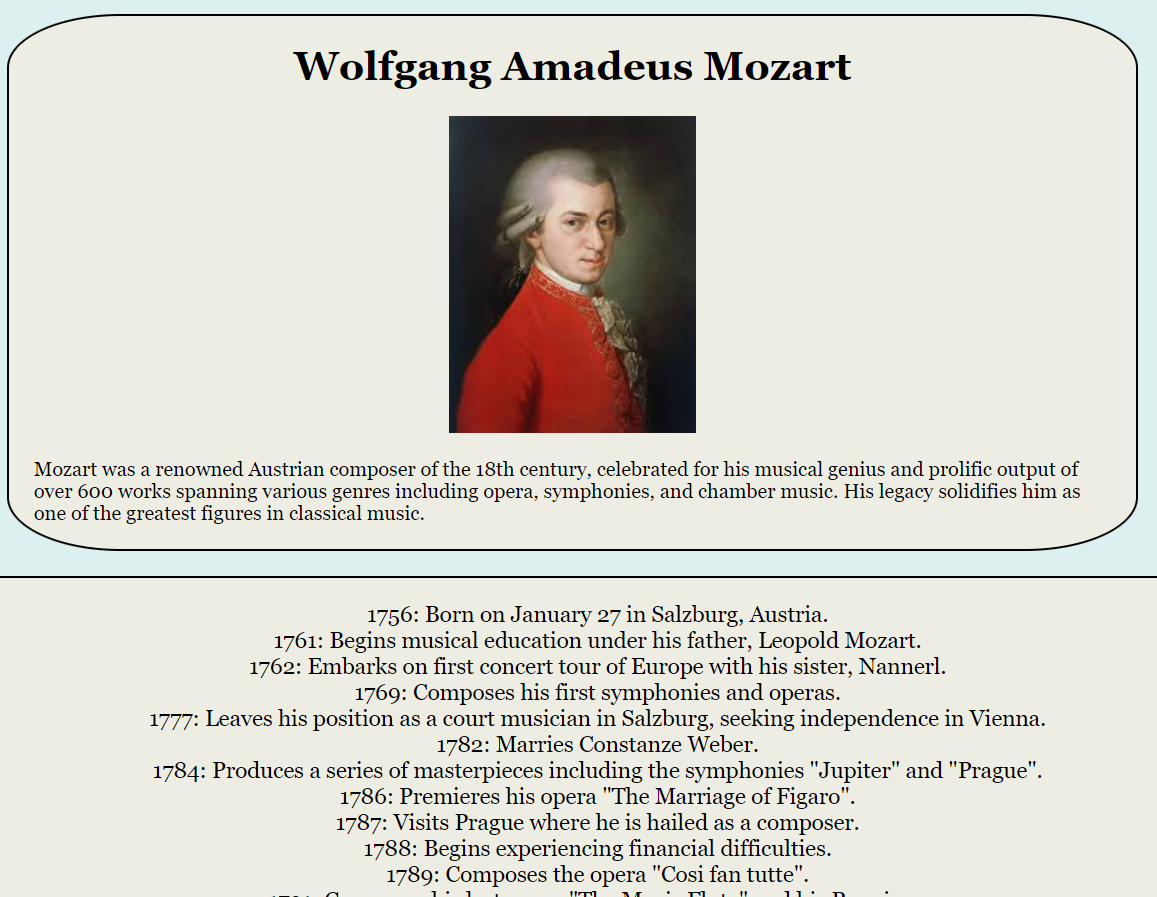 Wolfgang Amadeus Mozart
Mozart was a renowned Austrian composer of the 18th century, celebrated for his musical genius and prolific output of
over 600 works spanning various genres including opera, symphonies, and chamber music. His legacy solidifies him as
one of the greatest figures in classical music.
1756: Born on January 27 in Salzburg, Austria.
1761: Begins musical education under his father, Leopold Mozart.
1762: Embarks on first concert tour of Europe with his sister, Nannerl.
1769: Composes his first symphonies and operas.
1777: Leaves his position as a court musician in Salzburg, seeking independence in Vienna.
1782: Marries Constanze Weber.
1784: Produces a series of masterpieces including the symphonies "Jupiter" and "Prague".
1786: Premieres his opera "The Marriage of Figaro".
1787: Visits Prague where he is hailed as a composer.
1788: Begins experiencing financial difficulties.
1789: Composes the opera "Cosi fan tutte".